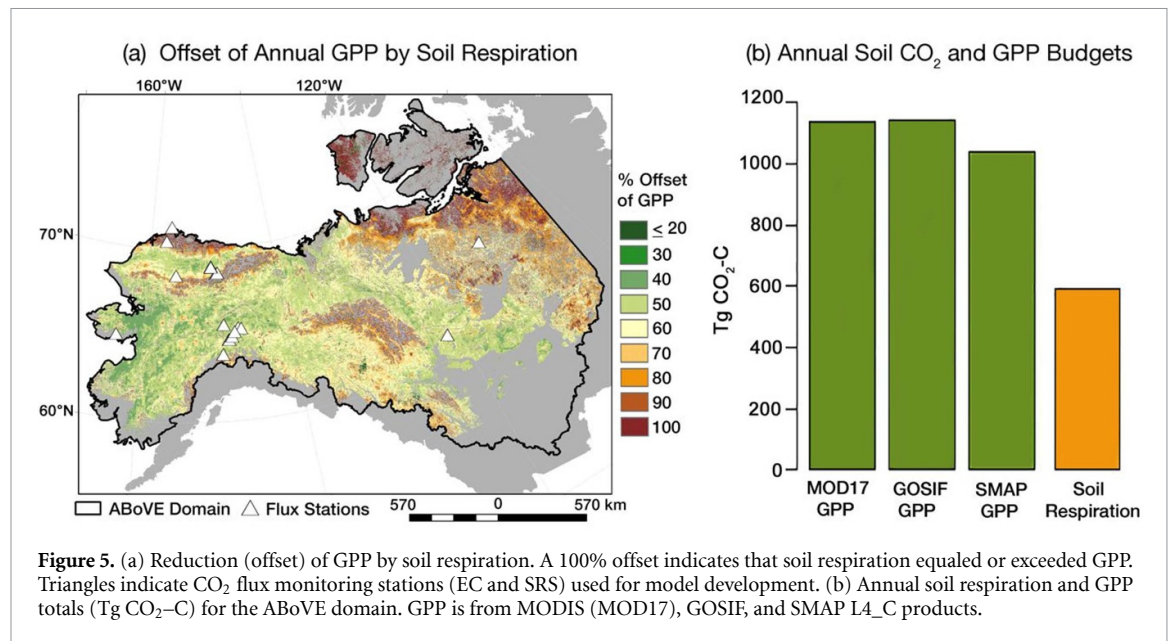 (a) Offset of Annual GPP by Soil Respiration
160°W 120°W
70°N
60°N
% Offset
of GPP
≤ 20
30
40
50
60
70
80
90
100
ABoVE Domain Flux Stations
570 0 570 km
(b) Annual Soil CO₂ and GPP Budgets
Tg CO₂-C
1200
1000
800
600
400
200
0
MOD17
GPP
GOSIF
GPP
SMAP
GPP
Soil
Respiration
Figure 5. (a) Reduction (offset) of GPP by soil respiration. A 100% offset indicates that soil respiration equaled or exceeded GPP.
Triangles indicate CO₂ flux monitoring stations (EC and SRS) used for model development. (b) Annual soil respiration and GPP
totals (Tg CO₂–C) for the ABoVE domain. GPP is from MODIS (MOD17), GOSIF, and SMAP L4_C products.